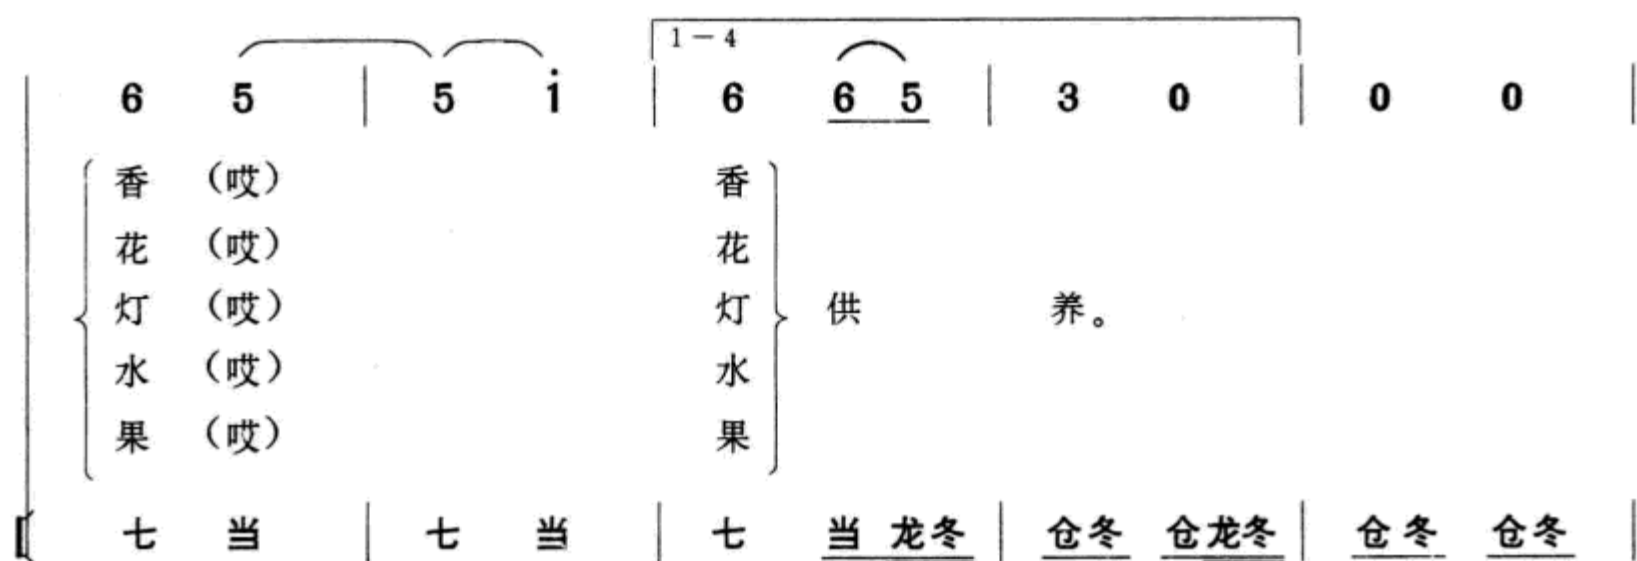 1－4
6 5 | 5 i | 6 6 5 | 3 0 | 0 0 |
香 （哎） 香
花 （哎） 花
灯 （哎） 灯 供 养。
水 （哎） 水
果 （哎） 果
七 当 | 七 当 | 七 当 龙冬 | 仓冬 仓龙冬 | 仓冬 仓冬 |